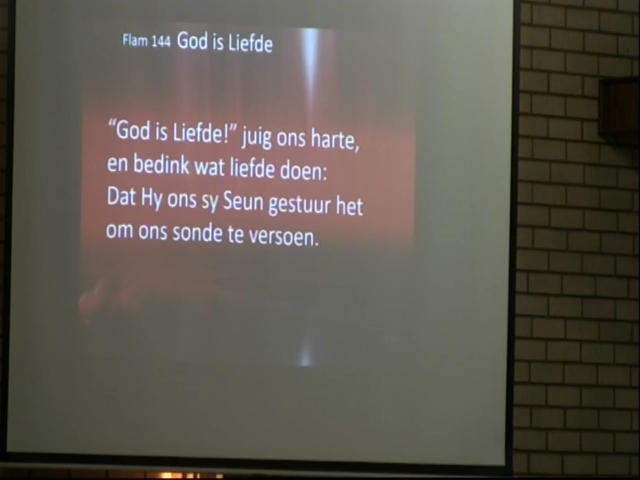 Flam 144 God is Liefde
“God is Liefde!” juig ons harte,
en bedink wat liefde doen:
Dat Hy ons sy Seun gestuur het
om ons sonde te versoen.